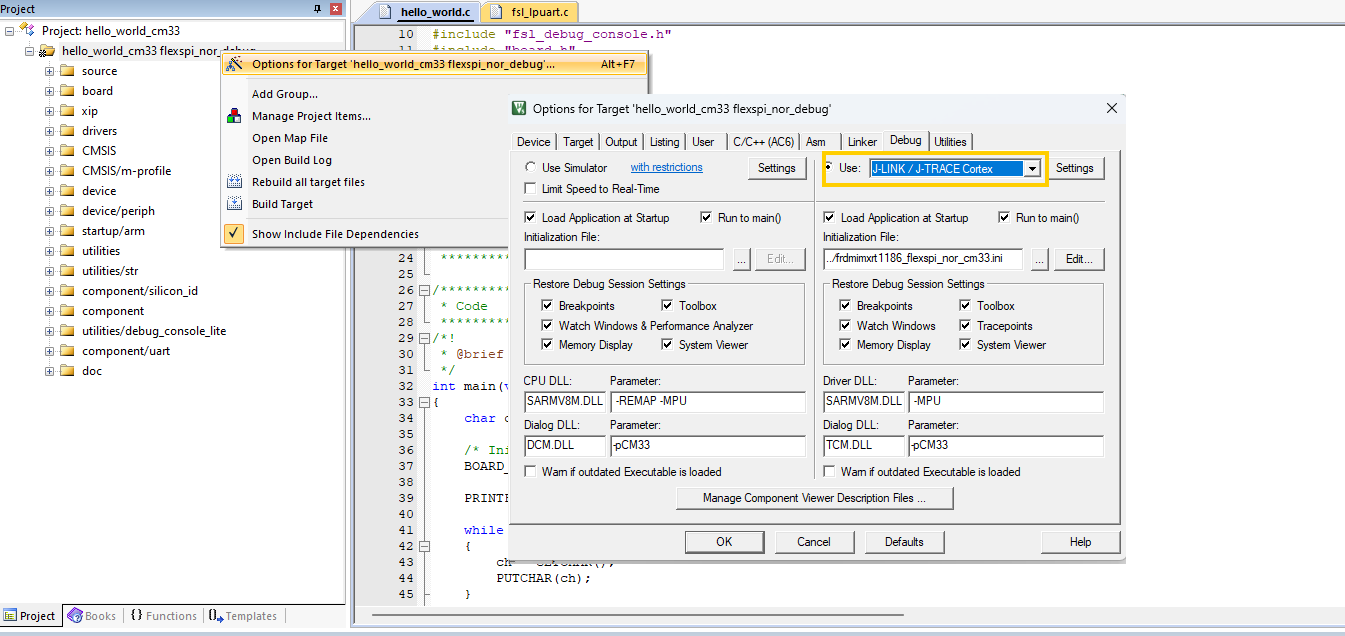 Project
Project: hello_world_cm33
hello_world_cm33 flexspi_nor_debug
source
board
xip
drivers
CMSIS
CMSIS/m-profile
device
device/periph
startup/arm
utilities
utilities/str
component/silicon_id
component
utilities/debug_console_lite
component/uart
doc
Project
Books
{} Functions
Templates
Options for Target 'hello_world_cm33 flexspi_nor_debug'... Alt+F7
Add Group...
Manage Project Items...
Open Map File
Open Build Log
Rebuild all target files
Build Target
Show Include File Dependencies
hello_world.c
fsl_lpuart.c
10 #include "fsl_debug_console.h"
11 #include "board.h"
24 *********
25
26 /*********
27 * Code
28 *********
29 /*!
30 * @brief
31 */
32 int main(
33 {
34 char
35
36 /*
37 BOARD_
38
39
40
41 while
42 {
43
44 PUTCHAR(ch);
45 }
Options for Target 'hello_world_cm33 flexspi_nor_debug'
Device Target Output Listing User C/C++ (AC6) Asm Linker Debug Utilities
Use Simulator with restrictions Settings
Limit Speed to Real-Time
Load Application at Startup Run to main()
Initialization File:
... Edit...
Restore Debug Session Settings
Breakpoints Toolbox
Watch Windows & Performance Analyzer
Memory Display System Viewer
CPU DLL: Parameter:
SARMV8M.DLL -REMAP -MPU
Dialog DLL: Parameter:
DCM.DLL -pCM33
Warn if outdated Executable is loaded
Use: J-LINK / J-TRACE Cortex Settings
Load Application at Startup Run to main()
Initialization File:
../frdmimxrt1186_flexspi_nor_cm33.ini ... Edit...
Restore Debug Session Settings
Breakpoints Toolbox
Watch Windows Tracepoints
Memory Display System Viewer
Driver DLL: Parameter:
SARMV8M.DLL -MPU
Dialog DLL: Parameter:
TCM.DLL -pCM33
Warn if outdated Executable is loaded
Manage Component Viewer Description Files ...
OK Cancel Defaults Help